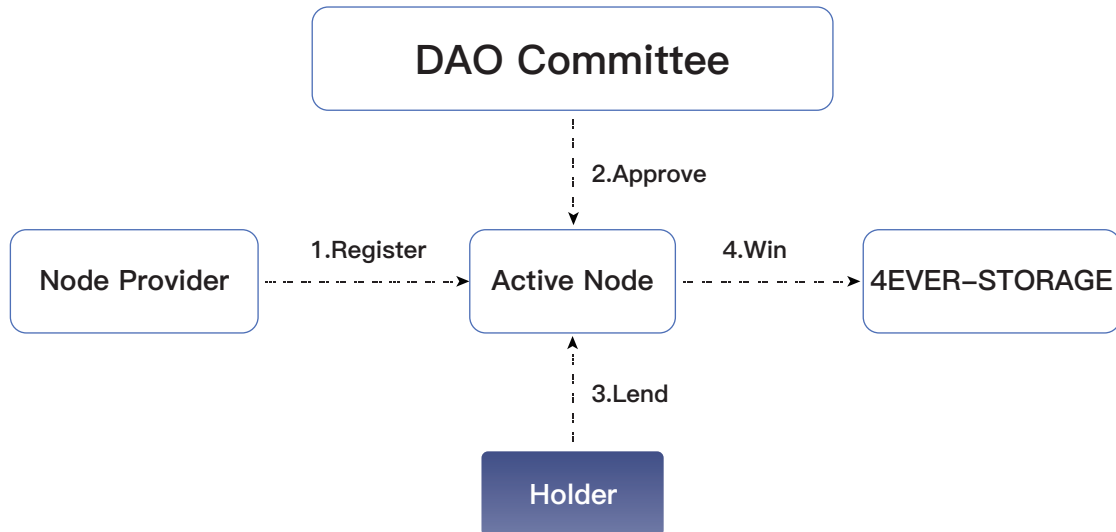 DAO Committee
2.Approve
Node Provider
1.Register
Active Node
4.Win
4EVER–STORAGE
3.Lend
Holder